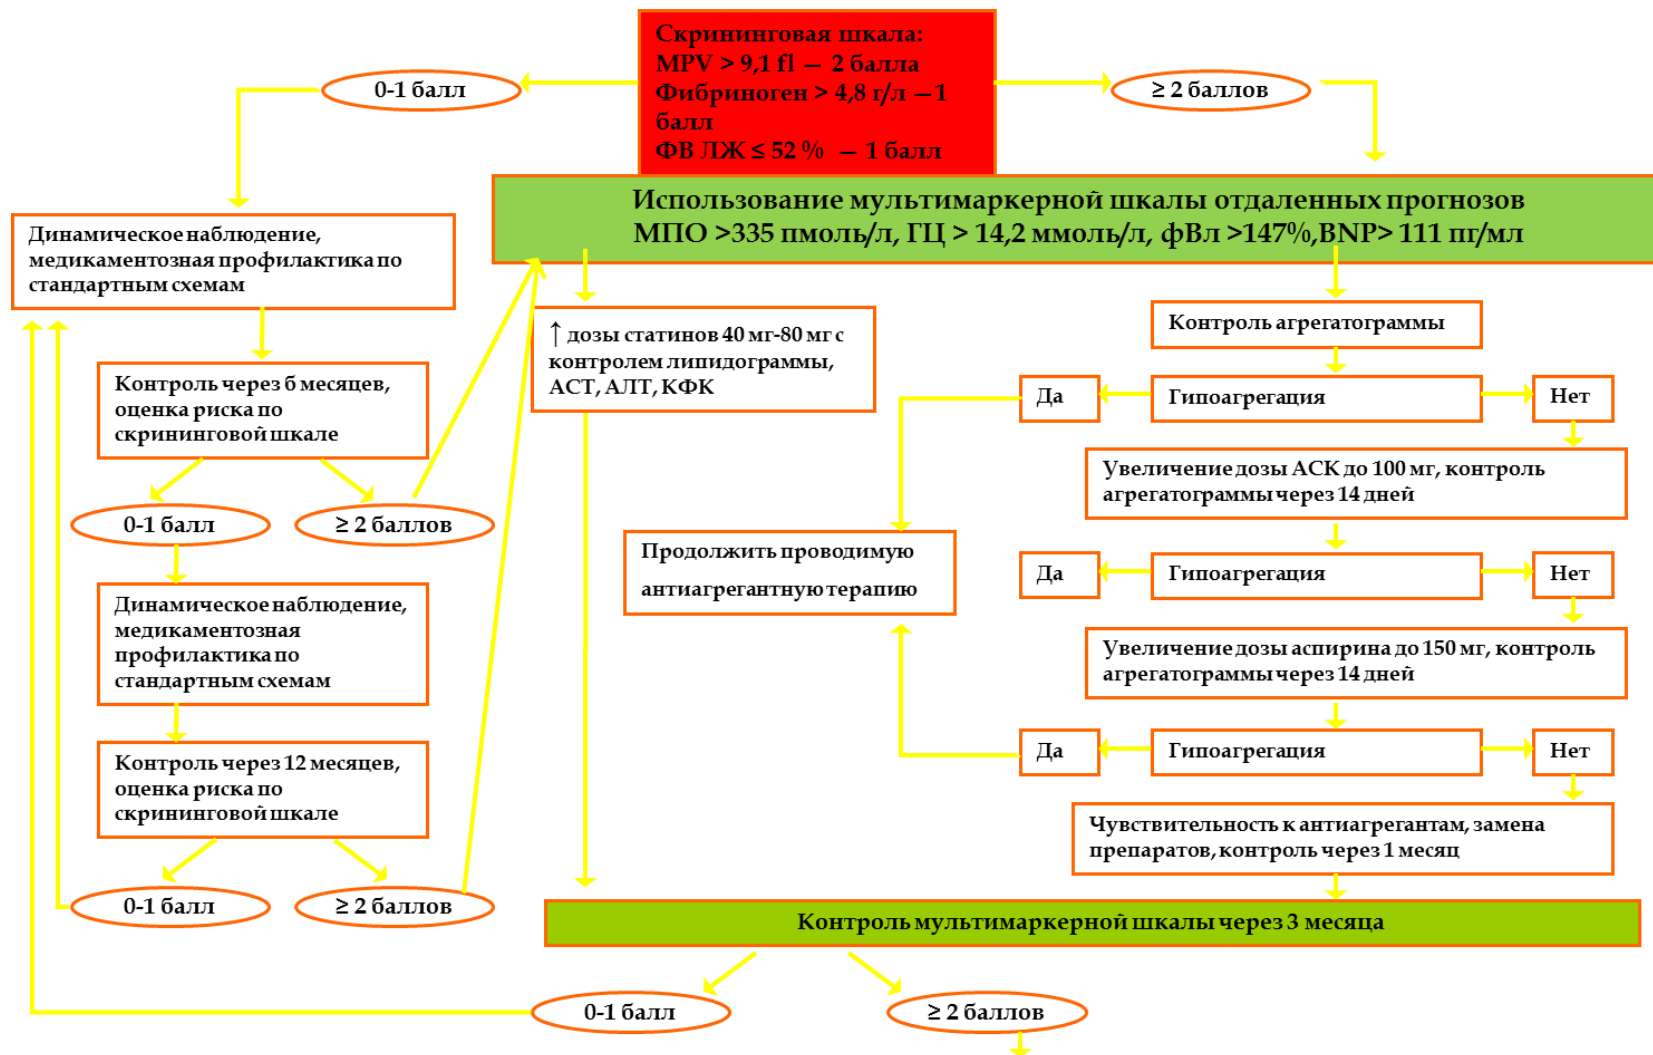 Скрининговая шкала:
MPV > 9,1 fl — 2 балла
Фибриноген > 4,8 г/л —1
балл
ФВ ЛЖ ≤ 52 % — 1 балл
0-1 балл
≥ 2 баллов
Использование мультимаркерной шкалы отдаленных прогнозов
МПО >335 пмоль/л, ГЦ > 14,2 ммоль/л, фВл >147%,BNP> 111 пг/мл
Динамическое наблюдение,
медикаментозная профилактика по
стандартным схемам
Контроль через 6 месяцев,
оценка риска по
скрининговой шкале
0-1 балл
≥ 2 баллов
Динамическое наблюдение,
медикаментозная
профилактика по
стандартным схемам
Контроль через 12 месяцев,
оценка риска по
скрининговой шкале
0-1 балл
≥ 2 баллов
↑ дозы статинов 40 мг-80 мг с
контролем липидограммы,
АСТ, АЛТ, КФК
Контроль агрегатограммы
Да
Гипоагрегация
Нет
Увеличение дозы АСК до 100 мг, контроль
агрегатограммы через 14 дней
Продолжить проводимую
антиагрегантную терапию
Да
Гипоагрегация
Нет
Увеличение дозы аспирина до 150 мг, контроль
агрегатограммы через 14 дней
Да
Гипоагрегация
Нет
Чувствительность к антиагрегантам, замена
препаратов, контроль через 1 месяц
Контроль мультимаркерной шкалы через 3 месяца
0-1 балл
≥ 2 баллов